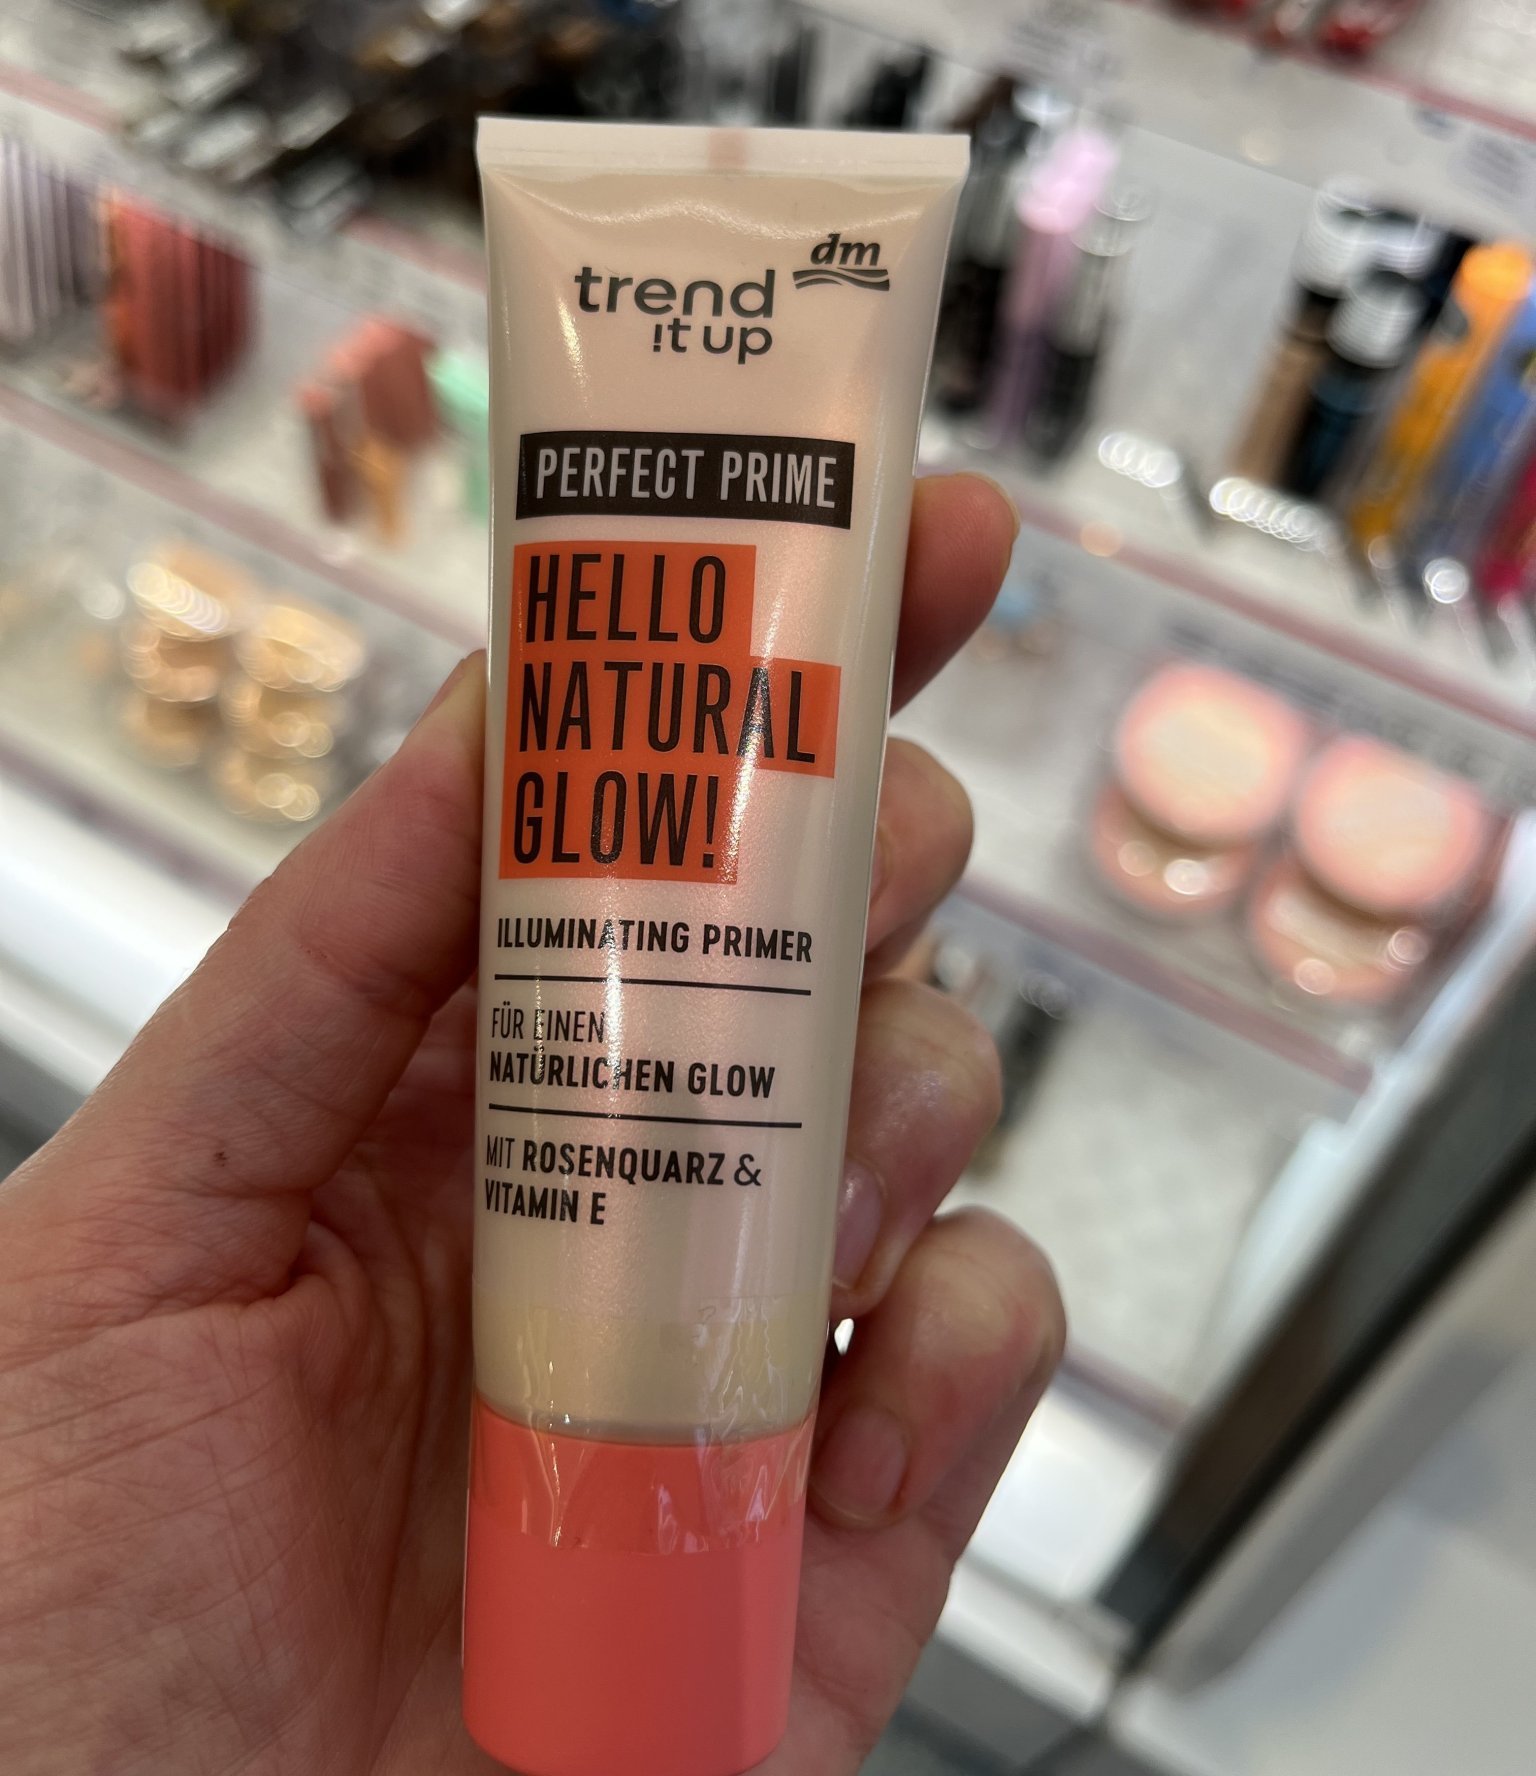 dm
trend
!t up
PERFECT PRIME
HELLO
NATURAL
GLOW!
ILLUMINATING PRIMER
FÜR EINEN
NATÜRLICHEN GLOW
MIT ROSENQUARZ &
VITAMIN E